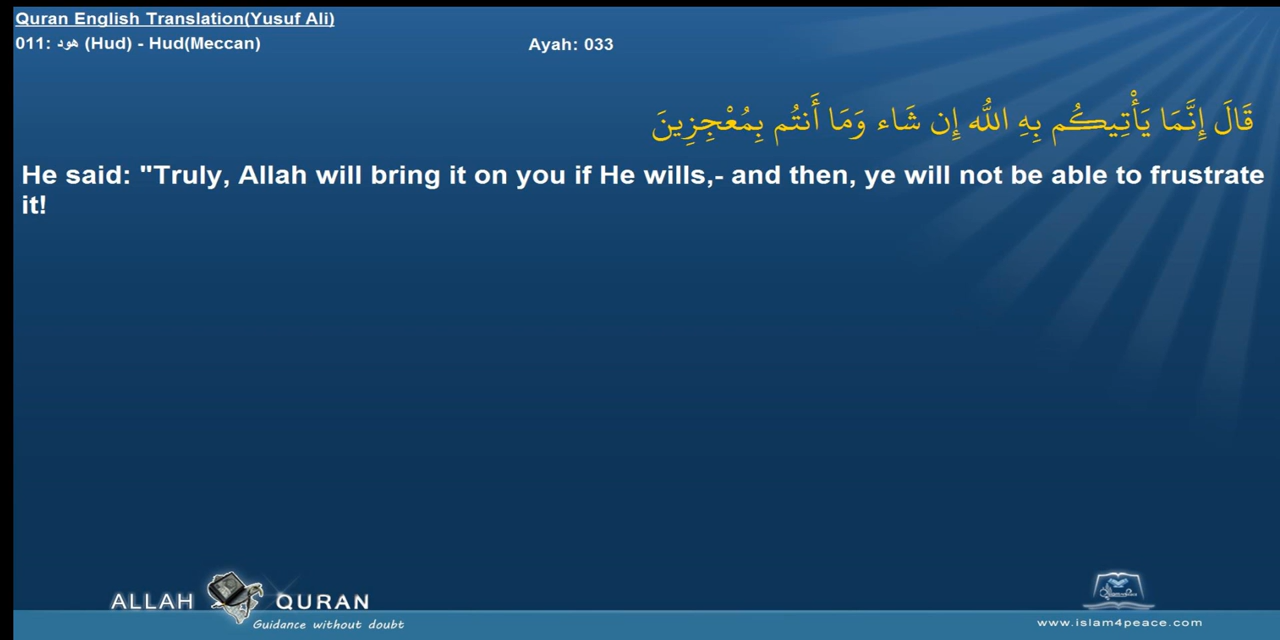 Quran English Translation(Yusuf Ali)
011: هود (Hud) - Hud(Meccan)
Ayah: 033
قَالَ إِنَّمَا يَأْتِيكُم بِهِ اللّهُ إِن شَاء وَمَا أَنتُم بِمُعْجِزِينَ
He said: "Truly, Allah will bring it on you if He wills,- and then, ye will not be able to frustrate
it!
ALLAH QURAN
Guidance without doubt
www.islam4peace.com